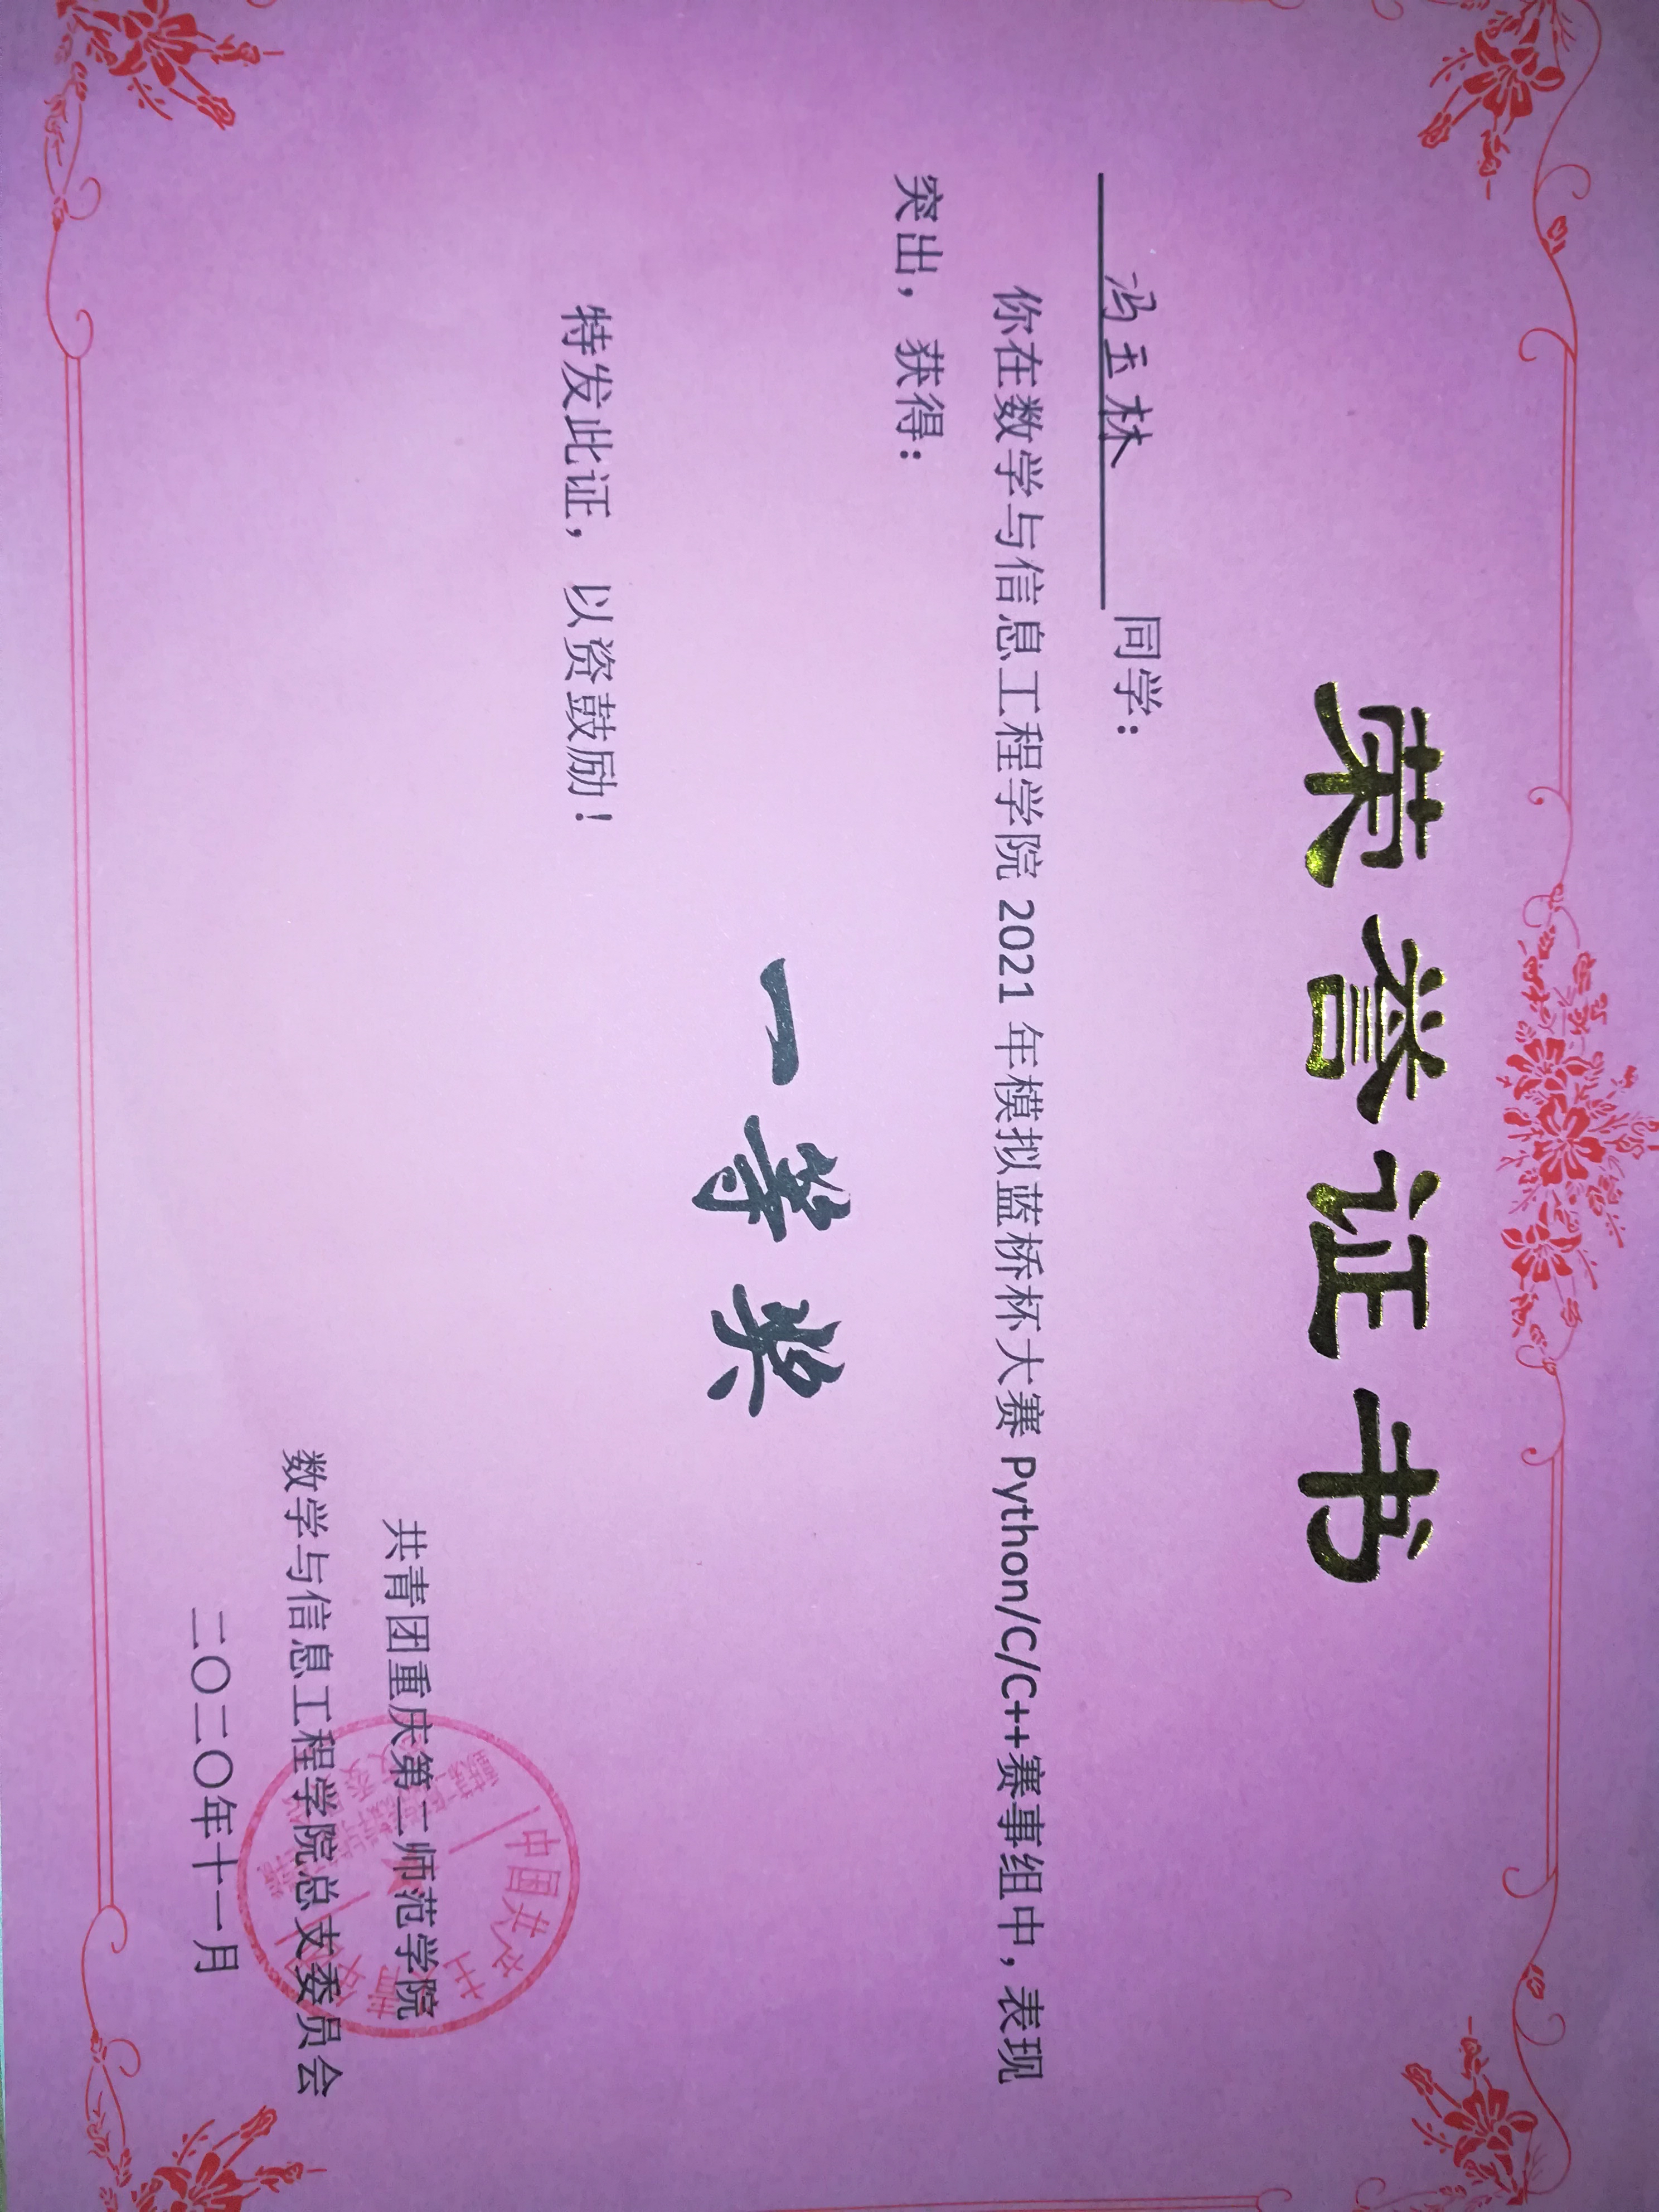 荣誉证书
冯玉林同学：
你在数学与信息工程学院 2021 年模拟蓝桥杯大赛 Python/C/C++赛事组中，表现
突出，获得：
一等奖
特发此证，以资鼓励！
中国共产主青
共青团重庆第二师范学院
数学与信息工程学院总支委员会
二〇二〇年十一月